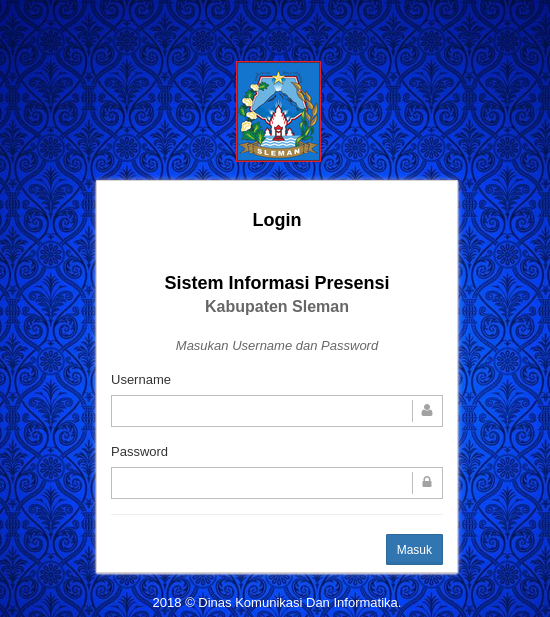 SLEMAN
Login
Sistem Informasi Presensi
Kabupaten Sleman
Masukan Username dan Password
Username
Password
Masuk
2018 © Dinas Komunikasi Dan Informatika.